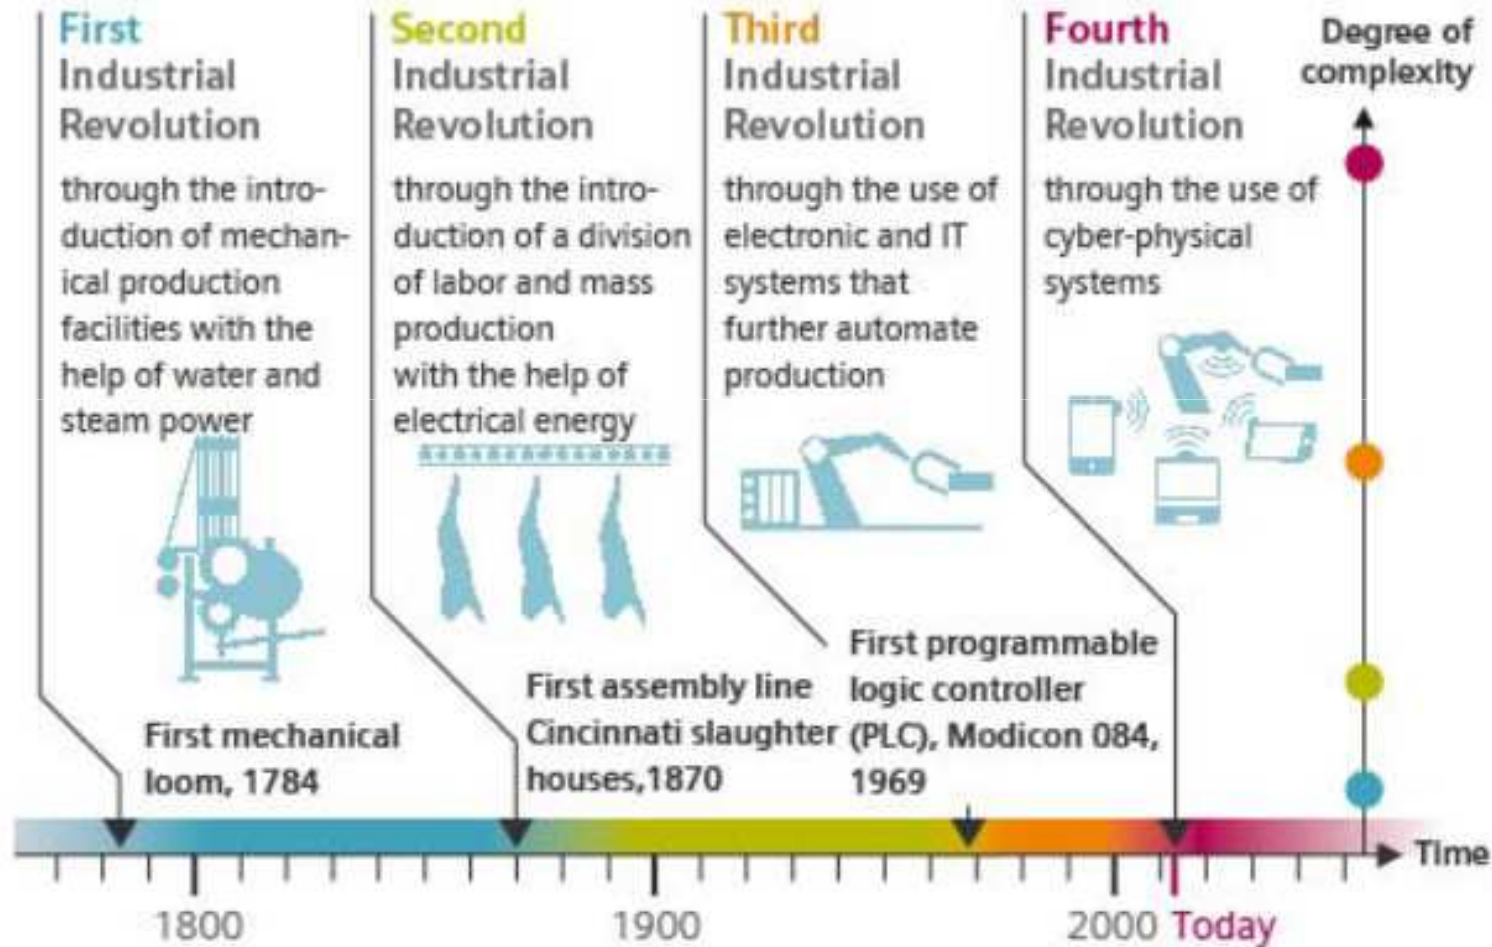 First
Industrial
Revolution
through the intro-
duction of mechan-
ical production
facilities with the
help of water and
steam power
First mechanical
loom, 1784
Second
Industrial
Revolution
through the intro-
duction of a division
of labor and mass
production
with the help of
electrical energy
First assembly line
Cincinnati slaughter
houses,1870
Third
Industrial
Revolution
through the use of
electronic and IT
systems that
further automate
production
First programmable
logic controller
(PLC), Modicon 084,
1969
Fourth
Industrial
Revolution
through the use of
cyber-physical
systems
Degree of
complexity
Time
1800
1900
2000
Today